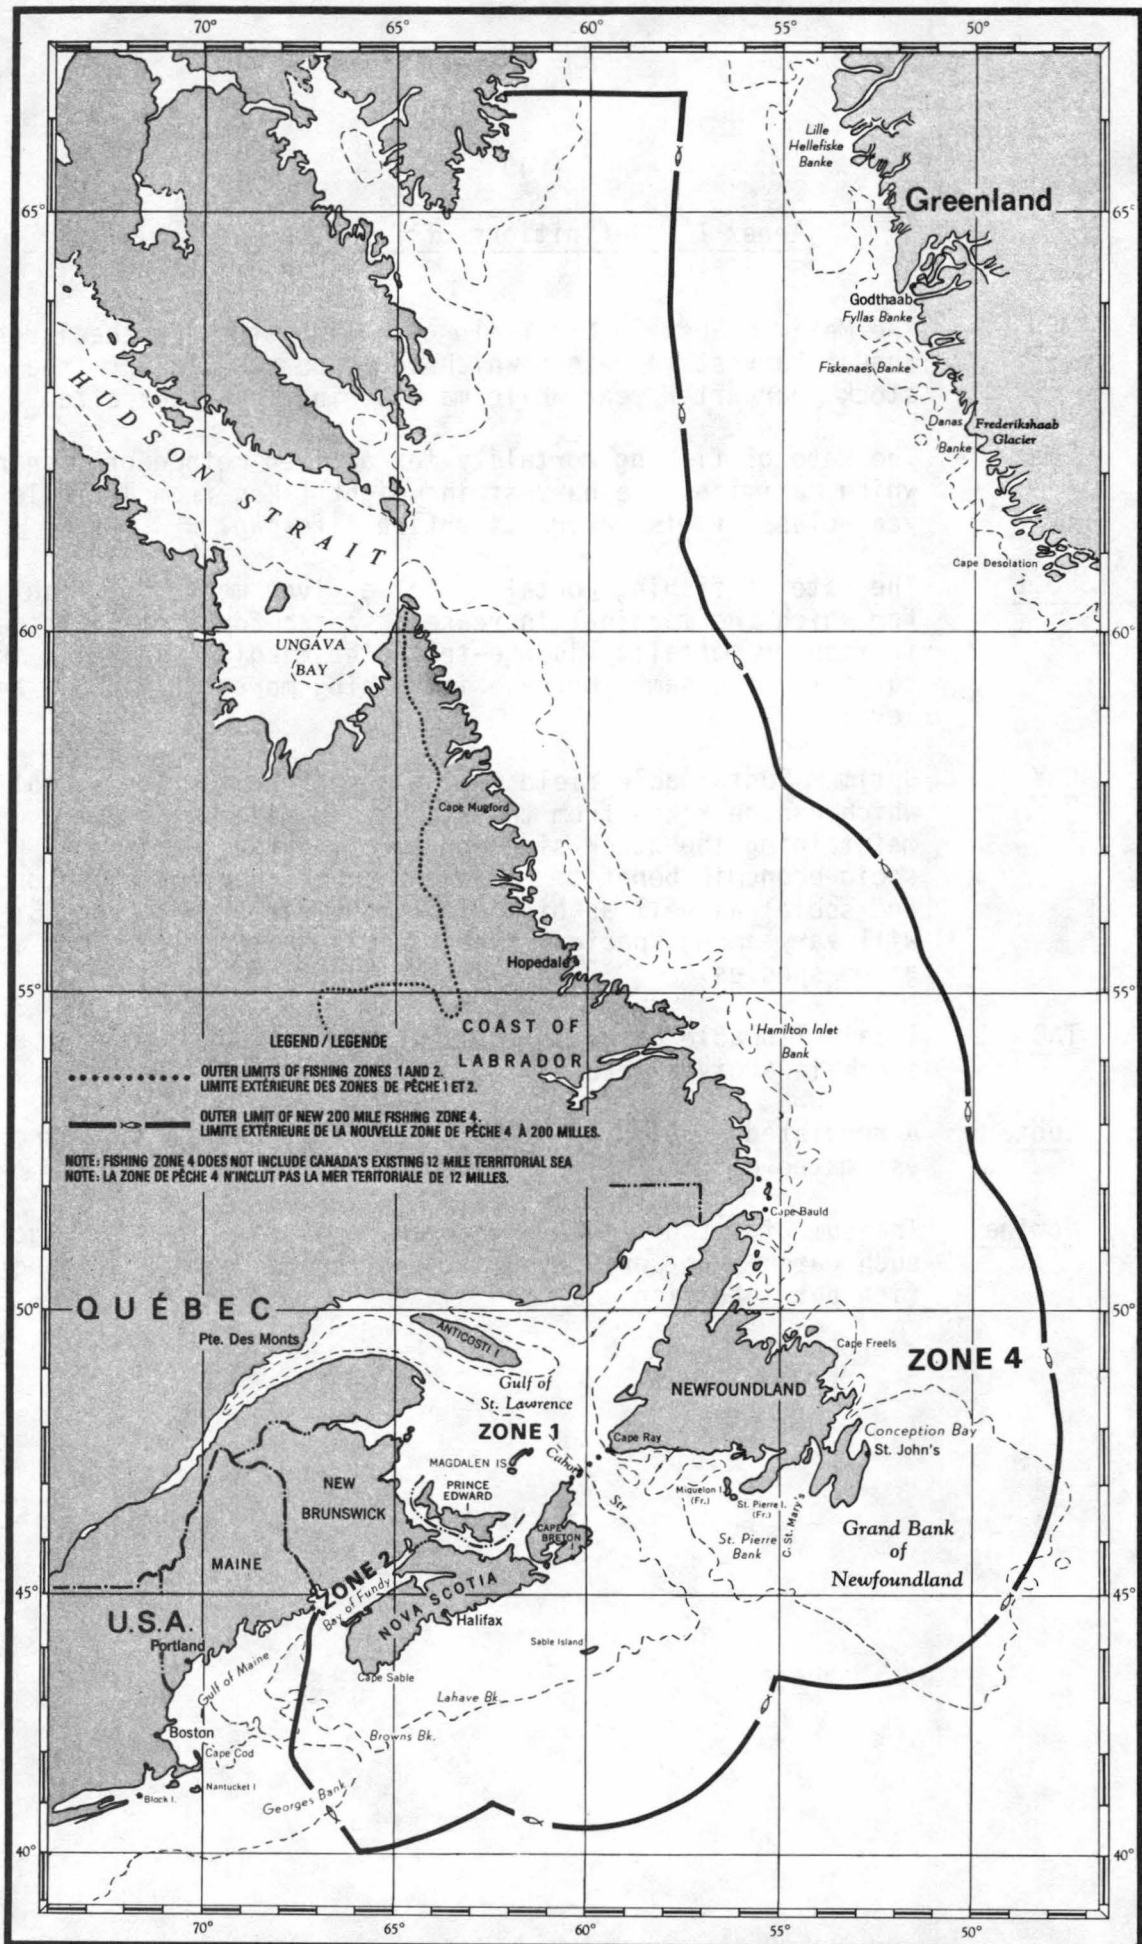 70°
65°
60°
55°
50°
65°
65°
Lille
Hellefiske
Banke
Greenland
Godthaab
Fyllas Banke
Fiskenaes Banke
Danas
Banke
Frederikshaab
Glacier
Cape Desolation
HUDSON STRAIT
60°
60°
UNGAVA
BAY
Cape Mugford
Hopedale
55°
55°
COAST OF
LABRADOR
Hamilton Inlet
Bank
LEGEND / LEGENDE
OUTER LIMITS OF FISHING ZONES 1 AND 2.
LIMITE EXTÉRIEURE DES ZONES DE PÊCHE 1 ET 2.
OUTER LIMIT OF NEW 200 MILE FISHING ZONE 4.
LIMITE EXTÉRIEURE DE LA NOUVELLE ZONE DE PÊCHE 4 À 200 MILLES.
NOTE: FISHING ZONE 4 DOES NOT INCLUDE CANADA'S EXISTING 12 MILE TERRITORIAL SEA
NOTE: LA ZONE DE PÊCHE 4 N'INCLUT PAS LA MER TERITORIALE DE 12 MILLES.
Cape Bauld
50°
50°
QUÉBEC
Pte. Des Monts
ANTICOSTI I
Cape Freels
ZONE 4
NEWFOUNDLAND
Gulf of
St. Lawrence
ZONE 1
Conception Bay
St. John's
Cape Ray
Cabot
Str
MAGDALEN IS
PRINCE
EDWARD
NEW
BRUNSWICK
Miquelon I.
(Fr.)
St. Pierre I.
(Fr.)
C. St. Mary's
St. Pierre
Bank
Grand Bank
of
Newfoundland
CAPE
BRETON
MAINE
ZONE 2
Bay of Fundy
NOVA SCOTIA
45°
45°
U.S.A.
Portland
Halifax
Sable Island
Cape Sable
Gulf of Maine
Lahave Bk.
Browns Bk.
Boston
Cape Cod
Nantucket I
Block I.
Georges Bank
40°
40°
70°
65°
60°
55°
50°